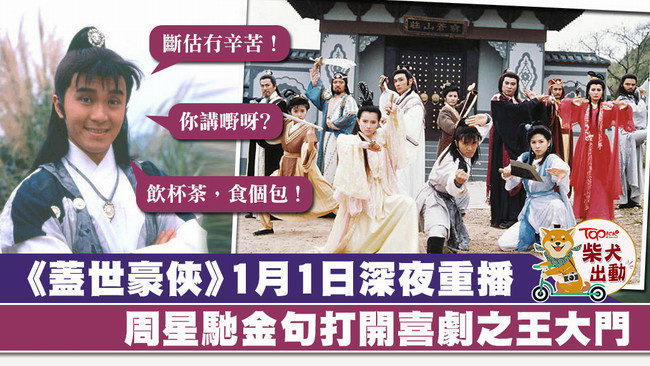 斷估冇辛苦！
你講嘢呀?
飲杯茶，食個包！
TOPick
柴犬
出動
《蓋世豪俠》1月1日深夜重播
周星馳金句打開喜劇之王大門